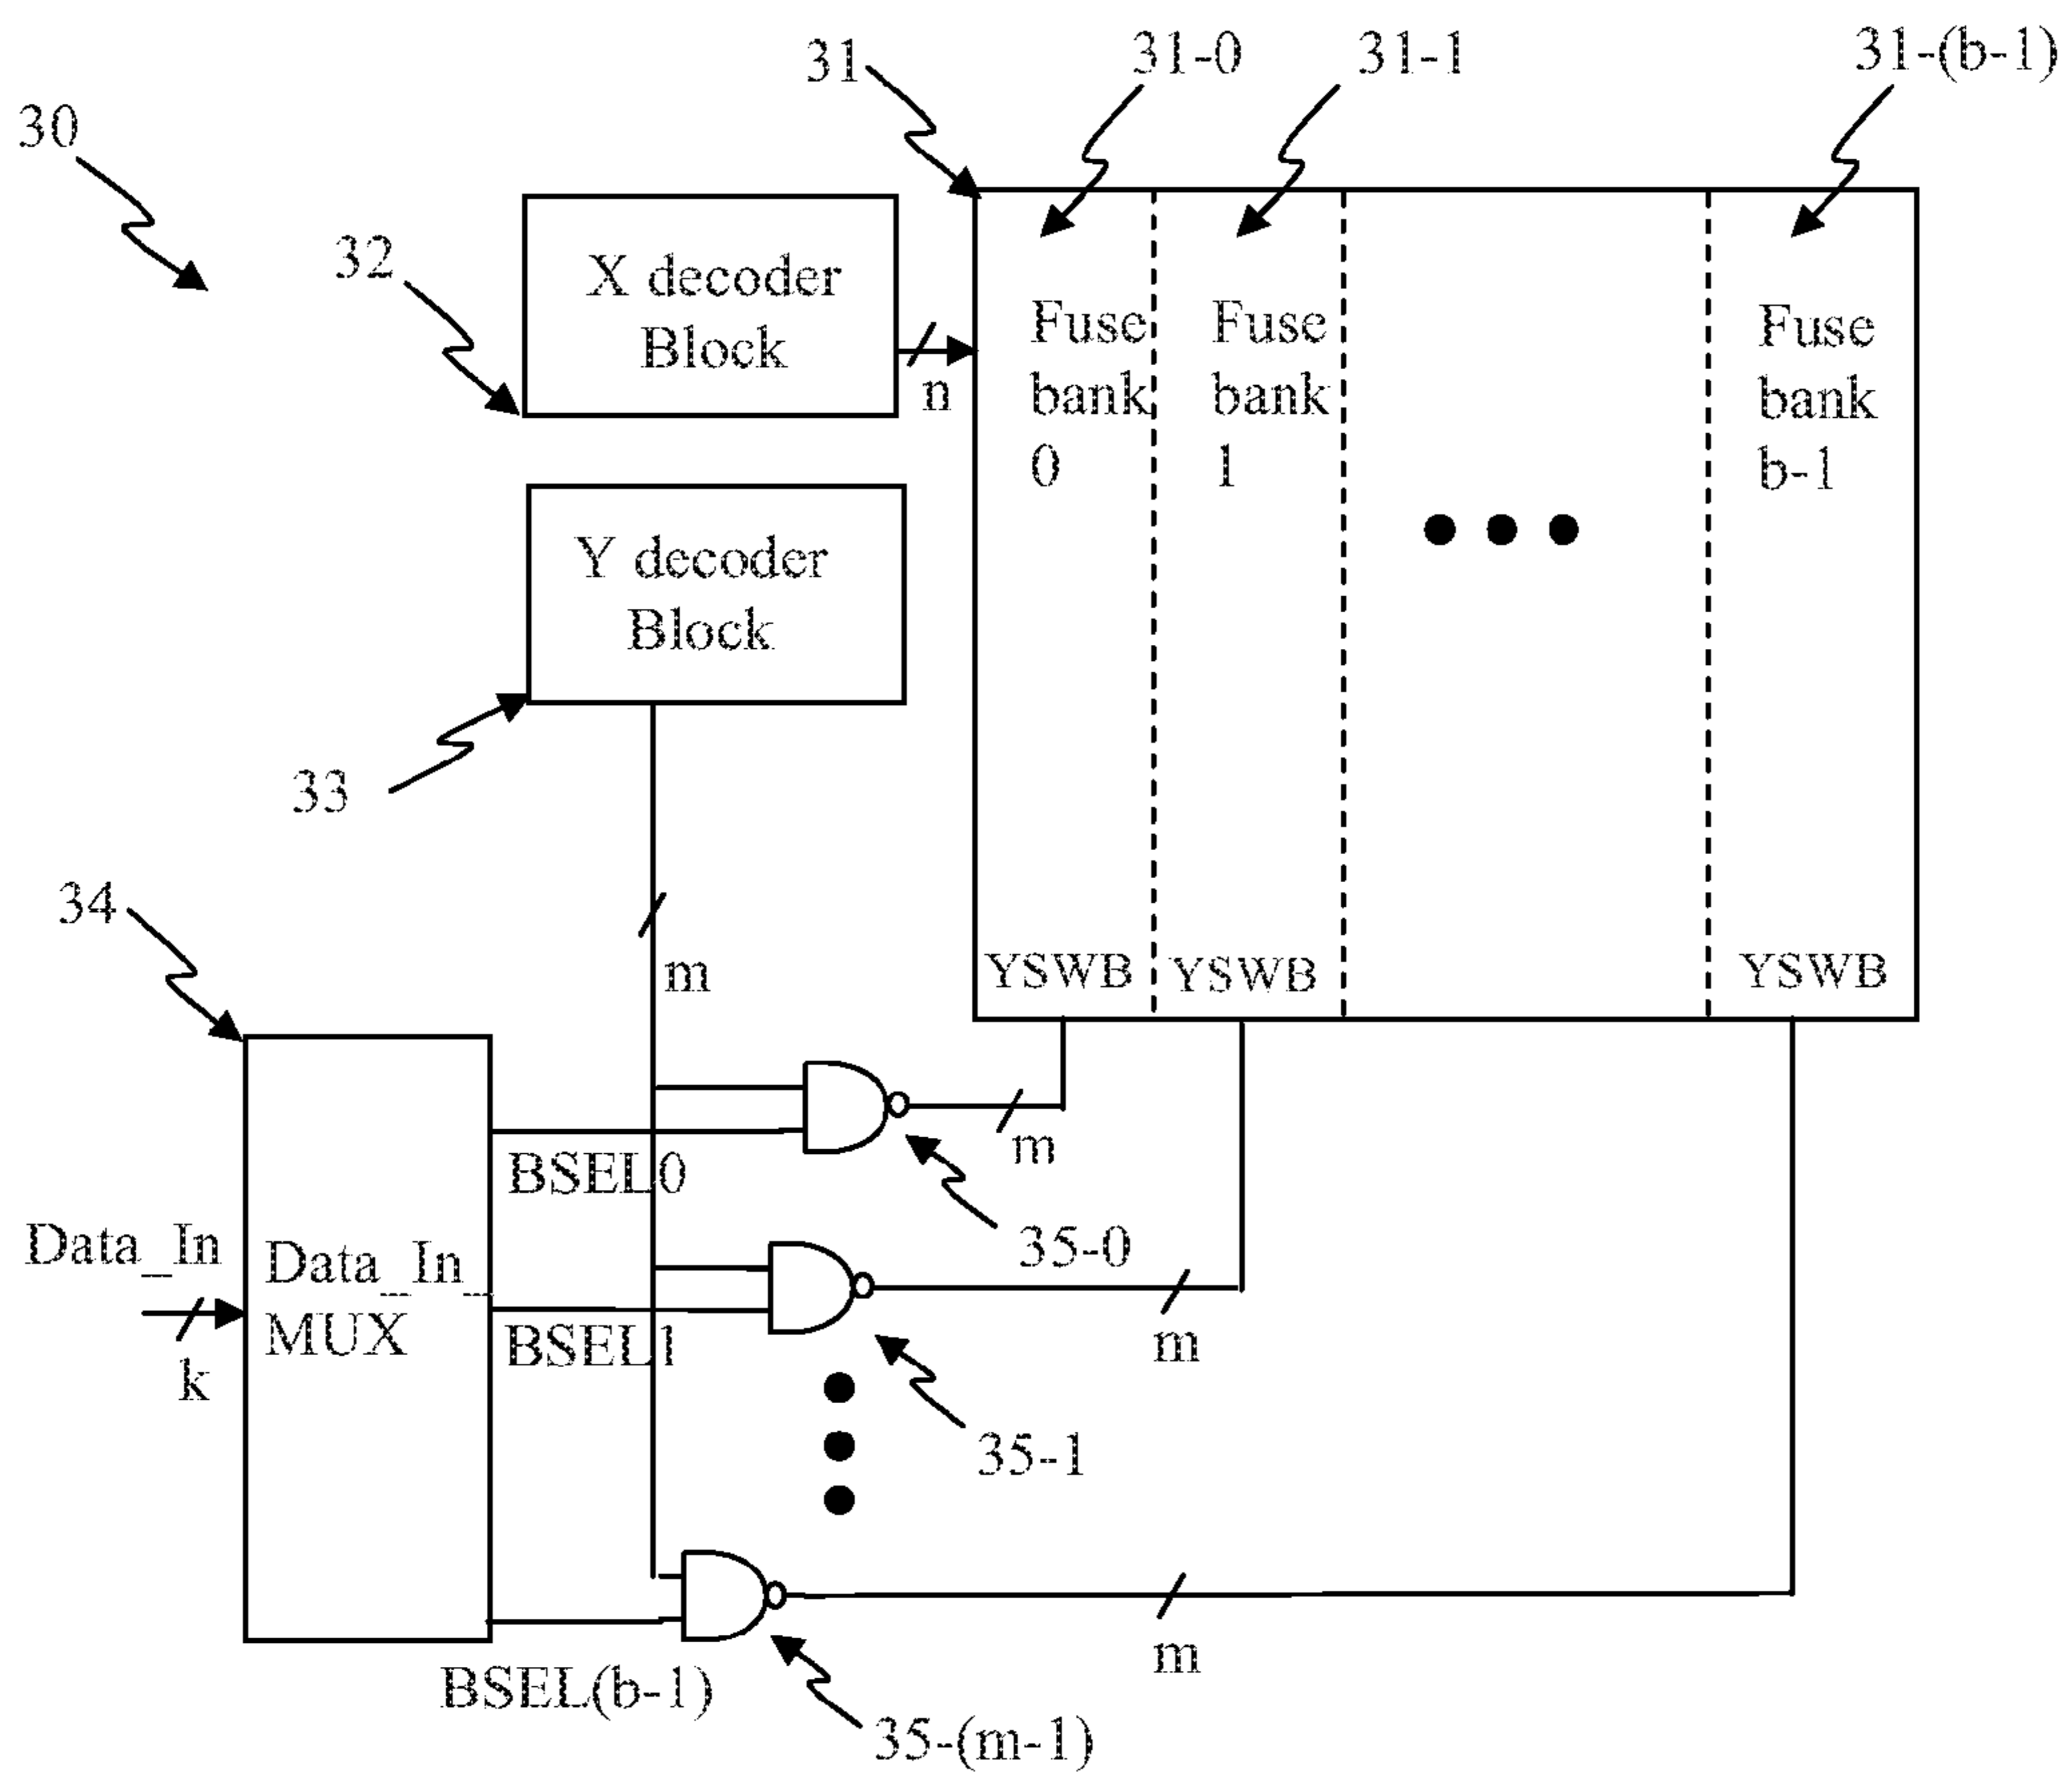 30
31
31-0
31-1
31-(b-1)
32
X decoder
Block
n
Fuse
bank
0
Fuse
bank
1
Fuse
bank
b-1
Y decoder
Block
33
m
YSWB
YSWB
YSWB
34
Data_In
k
Data_In_
MUX
BSEL0
m
35-0
BSEL1
m
35-1
BSEL(b-1)
m
35-(m-1)